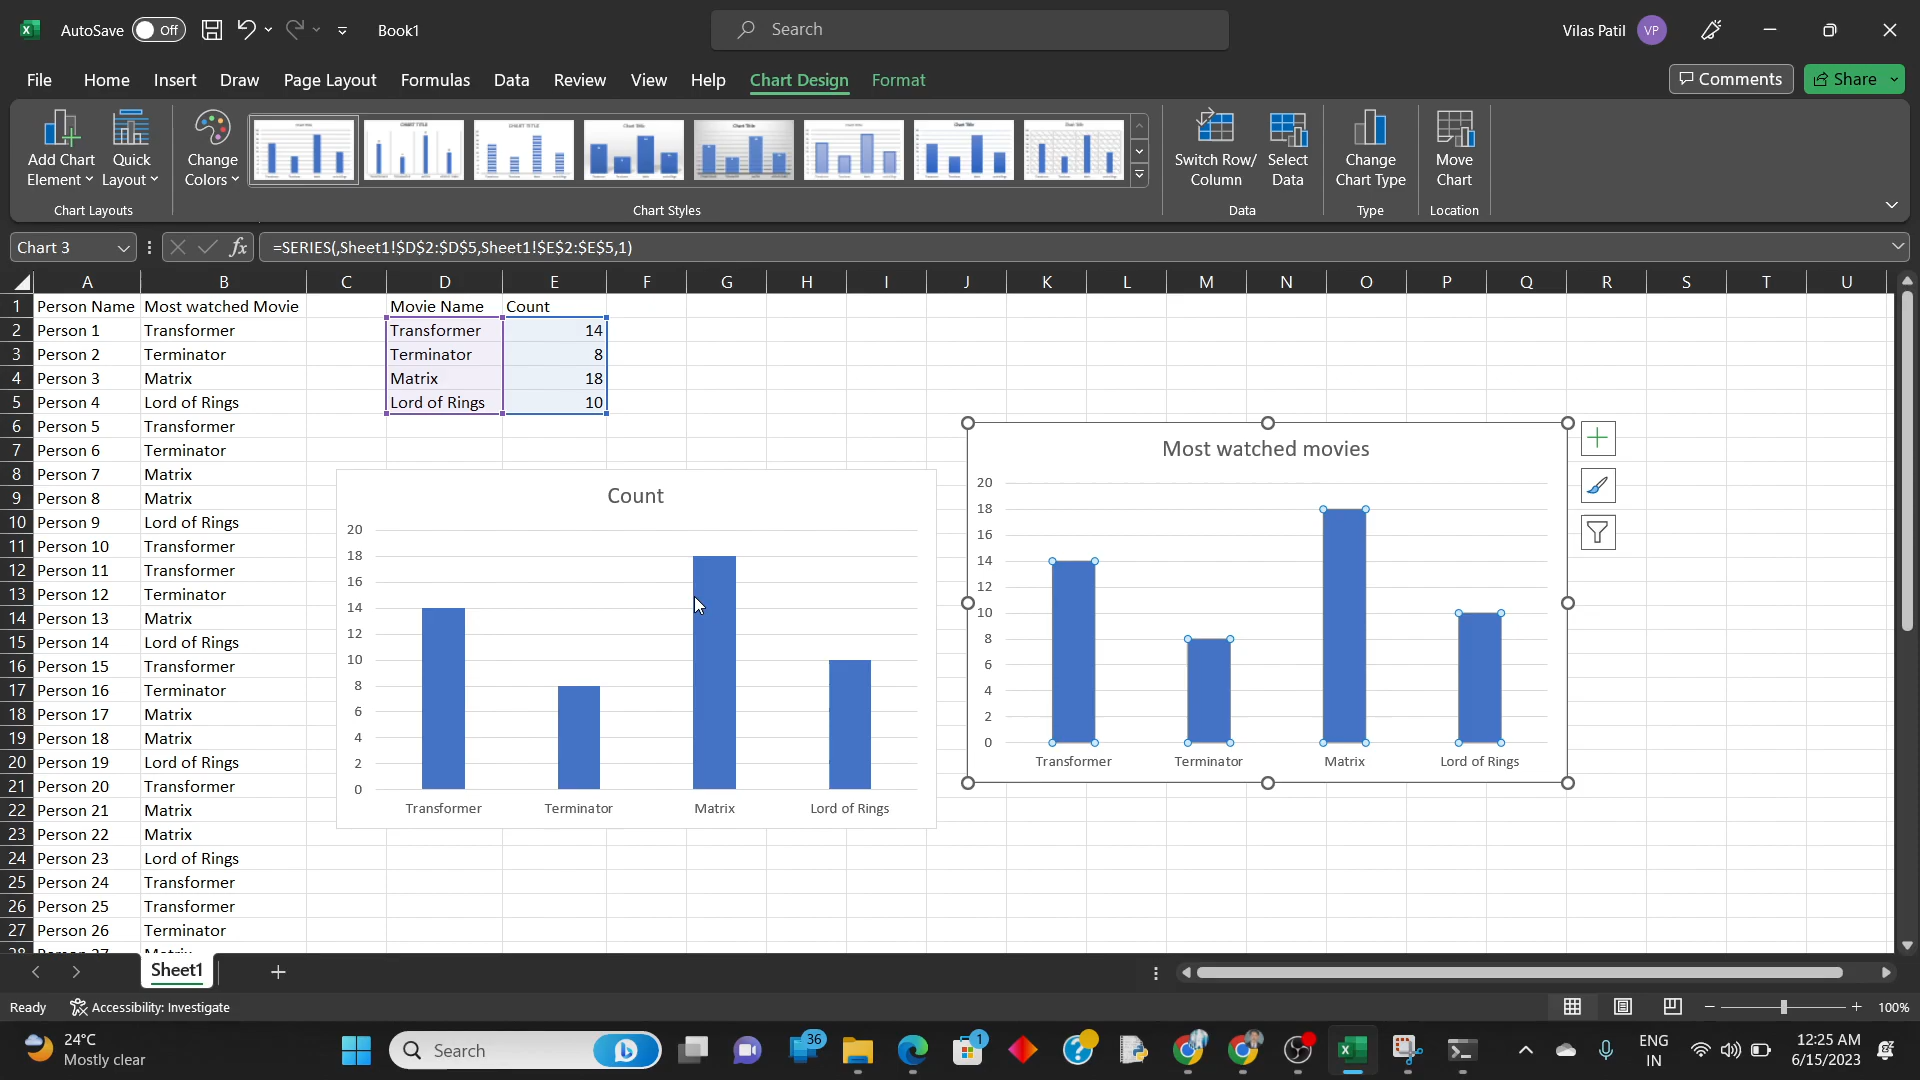 AutoSave Off Book1 Search Vilas Patil VP
File Home Insert Draw Page Layout Formulas Data Review View Help Chart Design Format Comments Share
Add Chart Element Quick Layout Change Colors Switch Row/ Column Select Data Change Chart Type Move Chart
Chart Layouts Chart Styles Data Type Location
Chart 3 fx =SERIES(,Sheet1!$D$2:$D$5,Sheet1!$E$2:$E$5,1)
A B C D E F G H I J K L M N O P Q R S T U
1 Person Name Most watched Movie Movie Name Count
2 Person 1 Transformer Transformer 14
3 Person 2 Terminator Terminator 8
4 Person 3 Matrix Matrix 18
5 Person 4 Lord of Rings Lord of Rings 10
6 Person 5 Transformer
7 Person 6 Terminator
8 Person 7 Matrix
9 Person 8 Matrix
10 Person 9 Lord of Rings
11 Person 10 Transformer
12 Person 11 Transformer
13 Person 12 Terminator
14 Person 13 Matrix
15 Person 14 Lord of Rings
16 Person 15 Transformer
17 Person 16 Terminator
18 Person 17 Matrix
19 Person 18 Matrix
20 Person 19 Lord of Rings
21 Person 20 Transformer
22 Person 21 Matrix
23 Person 22 Matrix
24 Person 23 Lord of Rings
25 Person 24 Transformer
26 Person 25 Transformer
27 Person 26 Terminator
28 Person 27 Matrix
Count
20
18
16
14
12
10
8
6
4
2
0
Transformer Terminator Matrix Lord of Rings
Most watched movies
20
18
16
14
12
10
8
6
4
2
0
Transformer Terminator Matrix Lord of Rings
Sheet1
Ready Accessibility: Investigate 100%
24°C
Mostly clear
Search
36
1
ENG
IN
12:25 AM
6/15/2023